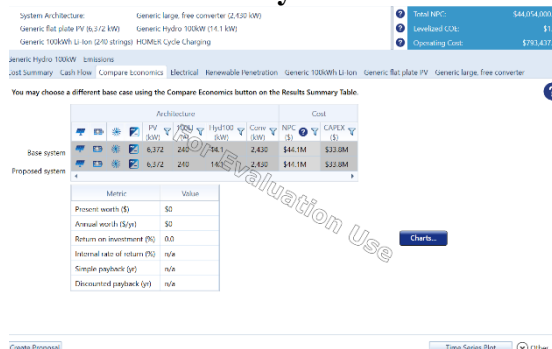 System Architecture: Generic large, free converter (2,430 kW)
Generic flat plate PV (6,372 kW) Generic Hydro 100kW (14.1 kW)
Generic 100kWh Li-Ion (240 strings) HOMER Cycle Charging
Total NPC: $44,054,000
Levelized COE: $1
Operating Cost: $793,437
Generic Hydro 100kW Emissions
Cost Summary Cash Flow Compare Economics Electrical Renewable Penetration Generic 100kWh Li-Ion Generic flat plate PV Generic large, free converter
You may choose a different base case using the Compare Economics button on the Results Summary Table.
Architecture Cost
PV (kW) Hyd100 (kW) Conv (kW) NPC ($) CAPEX ($)
Base system 6,372 240 14.1 2,430 $44.1M $33.8M
Proposed system 6,372 240 14.1 2,430 $44.1M $33.8M
For Evaluation Use
Metric Value
Present worth ($) $0
Annual worth ($/yr) $0
Return on investment (%) 0.0
Internal rate of return (%) n/a
Simple payback (yr) n/a
Discounted payback (yr) n/a
Charts...
Create Proposal Time Series Plot Other